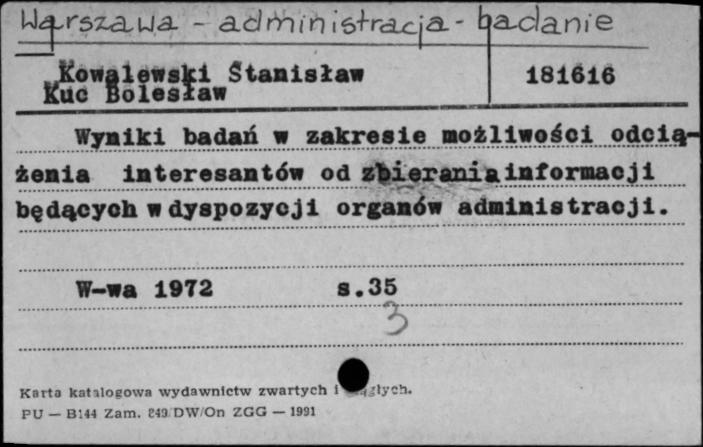 Warszawa - administracja - badanie
Kowalewski Stanisław 181616
Kuc Bolesław
Wyniki badań w zakresie możliwości odcią-
żenia interesantów od zbierania informacji
będących w dyspozycji organów administracji.
W-wa 1972 s.35
3
Karta katalogowa wydawnictw zwartych i
PU — B144 Zam. 849/DW/On ZGG — 1991